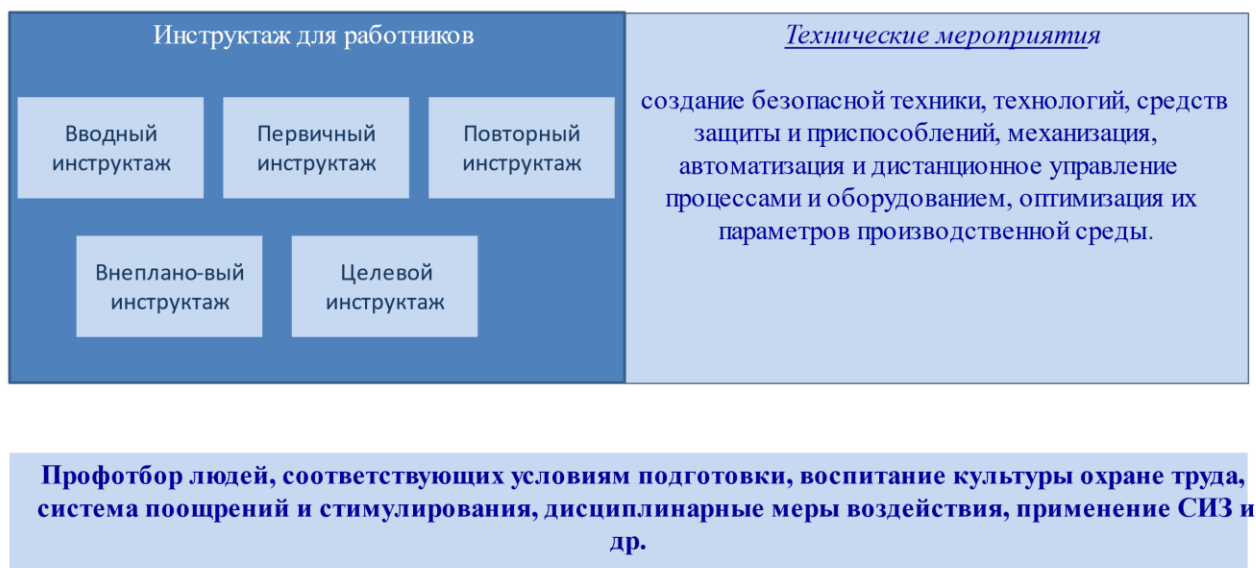 Инструктаж для работников
Вводный
инструктаж
Первичный
инструктаж
Повторный
инструктаж
Внеплано-вый
инструктаж
Целевой
инструктаж
Технические мероприятия
создание безопасной техники, технологий, средств
защиты и приспособлений, механизация,
автоматизация и дистанционное управление
процессами и оборудованием, оптимизация их
параметров производственной среды.
Профотбор людей, соответствующих условиям подготовки, воспитание культуры охране труда,
система поощрений и стимулирования, дисциплинарные меры воздействия, применение СИЗ и
др.